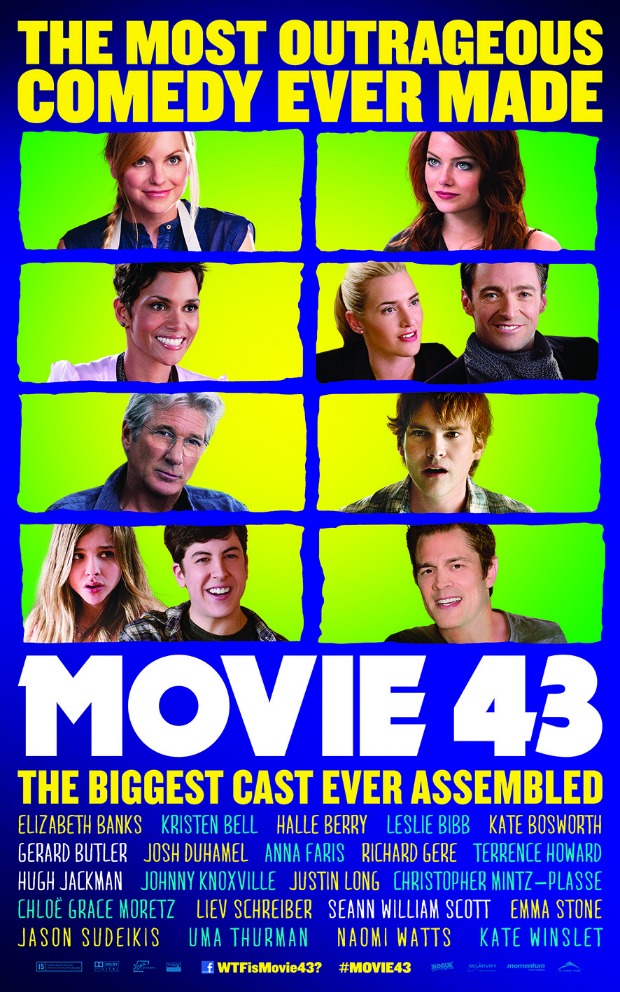 THE MOST OUTRAGEOUS
COMEDY EVER MADE
MOVIE 43
THE BIGGEST CAST EVER ASSEMBLED
ELIZABETH BANKS KRISTEN BELL HALLE BERRY LESLIE BIBB KATE BOSWORTH
GERARD BUTLER JOSH DUHAMEL ANNA FARIS RICHARD GERE TERRENCE HOWARD
HUGH JACKMAN JOHNNY KNOXVILLE JUSTIN LONG CHRISTOPHER MINTZ-PLASSE
CHLOË GRACE MORETZ LIEV SCHREIBER SEANN WILLIAM SCOTT EMMA STONE
JASON SUDEIKIS UMA THURMAN NAOMI WATTS KATE WINSLET
f WTFisMovie43? #MOVIE43 ROGUE RELATIVITY momentum